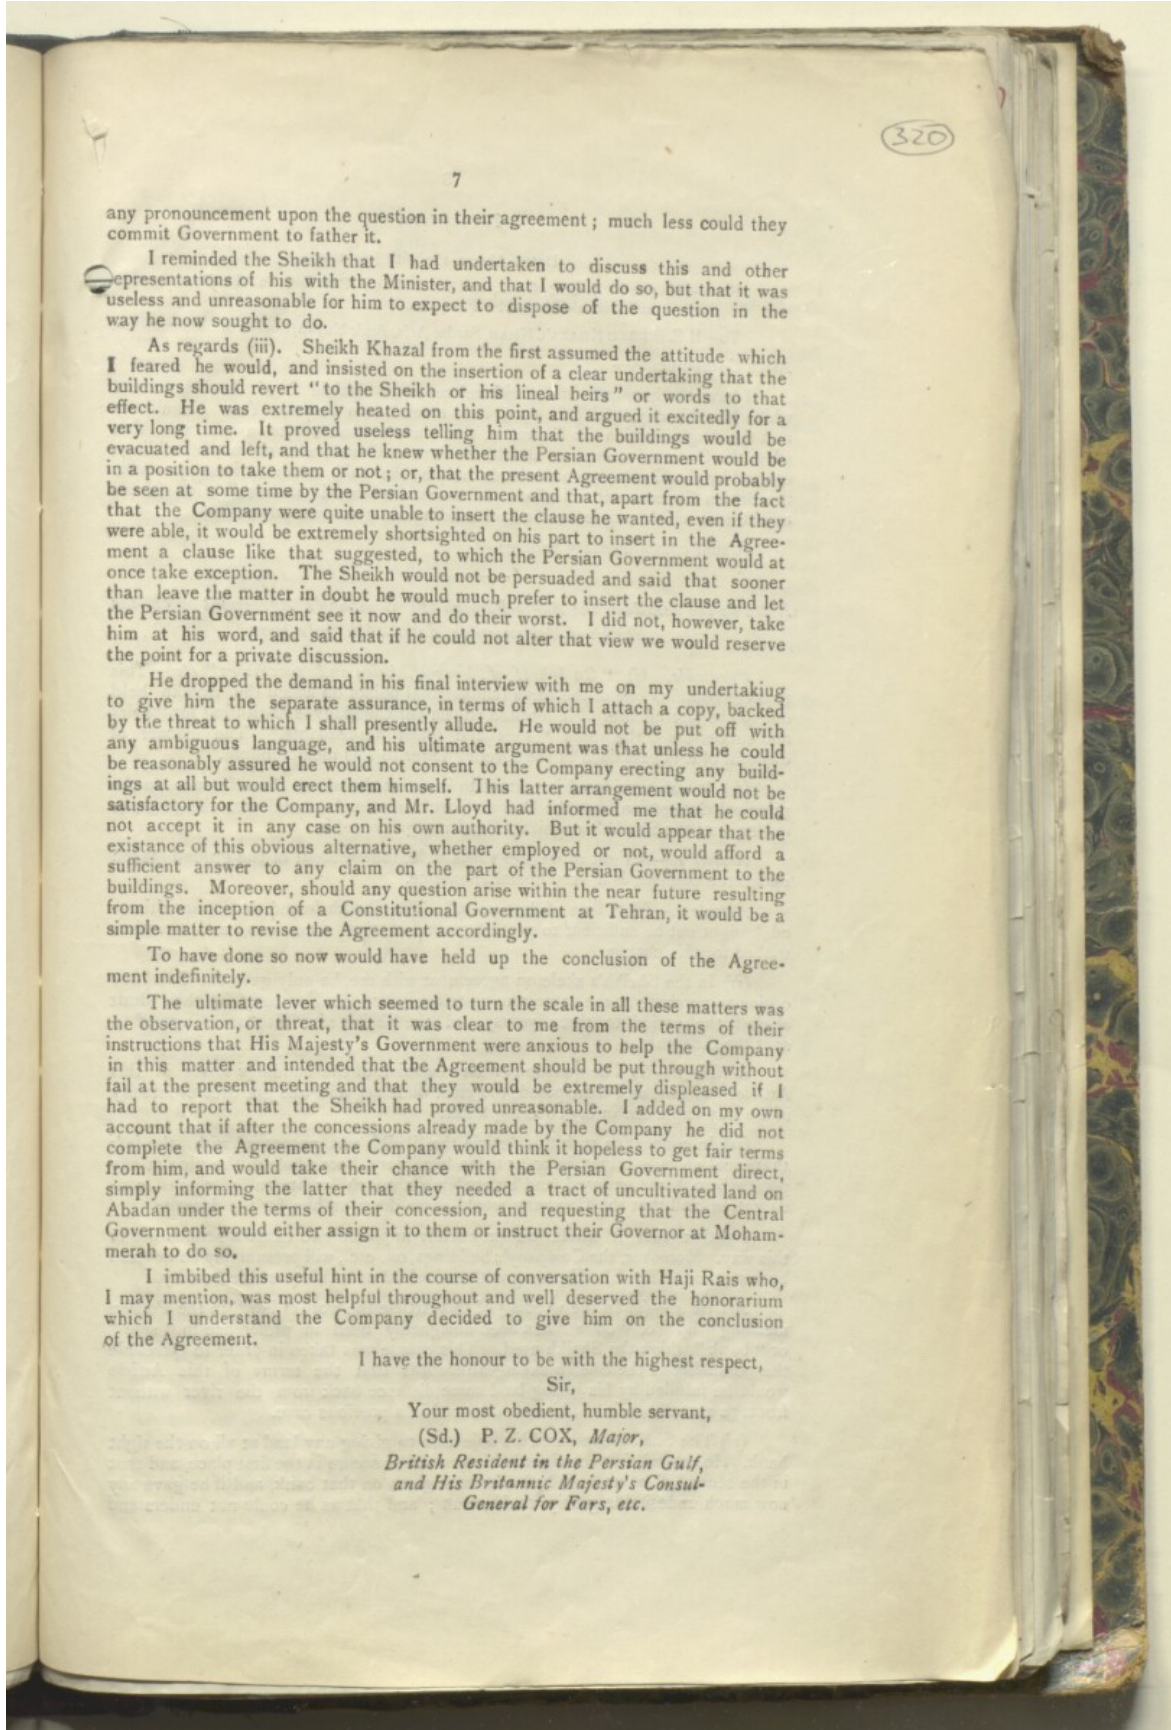 320
7
any pronouncement upon the question in their agreement ; much less could they
commit Government to father it.
I reminded the Sheikh that I had undertaken to discuss this and other
epresentations of his with the Minister, and that I would do so, but that it was
useless and unreasonable for him to expect to dispose of the question in the
way he now sought to do.
As regards (iii). Sheikh Khazal from the first assumed the attitude which
I feared he would, and insisted on the insertion of a clear undertaking that the
buildings should revert "to the Sheikh or his lineal heirs" or words to that
effect. He was extremely heated on this point, and argued it excitedly for a
very long time. It proved useless telling him that the buildings would be
evacuated and left, and that he knew whether the Persian Government would be
in a position to take them or not ; or, that the present Agreement would probably
be seen at some time by the Persian Government and that, apart from the fact
that the Company were quite unable to insert the clause he wanted, even if they
were able, it would be extremely shortsighted on his part to insert in the Agree-
ment a clause like that suggested, to which the Persian Government would at
once take exception. The Sheikh would not be persuaded and said that sooner
than leave the matter in doubt he would much prefer to insert the clause and let
the Persian Government see it now and do their worst. I did not, however, take
him at his word, and said that if he could not alter that view we would reserve
the point for a private discussion.
He dropped the demand in his final interview with me on my undertakiug
to give him the separate assurance, in terms of which I attach a copy, backed
by the threat to which I shall presently allude. He would not be put off with
any ambiguous language, and his ultimate argument was that unless he could
be reasonably assured he would not consent to the Company erecting any build-
ings at all but would erect them himself. This latter arrangement would not be
satisfactory for the Company, and Mr. Lloyd had informed me that he could
not accept it in any case on his own authority. But it would appear that the
existance of this obvious alternative, whether employed or not, would afford a
sufficient answer to any claim on the part of the Persian Government to the
buildings. Moreover, should any question arise within the near future resulting
from the inception of a Constitutional Government at Tehran, it would be a
simple matter to revise the Agreement accordingly.
To have done so now would have held up the conclusion of the Agree-
ment indefinitely.
The ultimate lever which seemed to turn the scale in all these matters was
the observation, or threat, that it was clear to me from the terms of their
instructions that His Majesty's Government were anxious to help the Company
in this matter and intended that the Agreement should be put through without
fail at the present meeting and that they would be extremely displeased if I
had to report that the Sheikh had proved unreasonable. I added on my own
account that if after the concessions already made by the Company he did not
complete the Agreement the Company would think it hopeless to get fair terms
from him, and would take their chance with the Persian Government direct,
simply informing the latter that they needed a tract of uncultivated land on
Abadan under the terms of their concession, and requesting that the Central
Government would either assign it to them or instruct their Governor at Moham-
merah to do so.
I imbibed this useful hint in the course of conversation with Haji Rais who,
I may mention, was most helpful throughout and well deserved the honorarium
which I understand the Company decided to give him on the conclusion
of the Agreement.
I have the honour to be with the highest respect,
Sir,
Your most obedient, humble servant,
(Sd.) P. Z. COX, Major,
British Resident in the Persian Gulf,
and His Britannic Majesty's Consul-
General for Fars, etc.